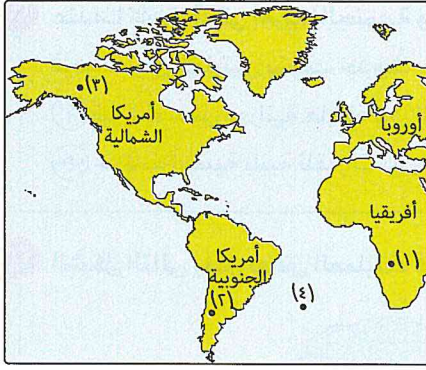 (٣)
أمريكا
الشمالية
أوروبا
أفريقيا
(١)
أمريكا
الجنوبية
(٢)
(٤)